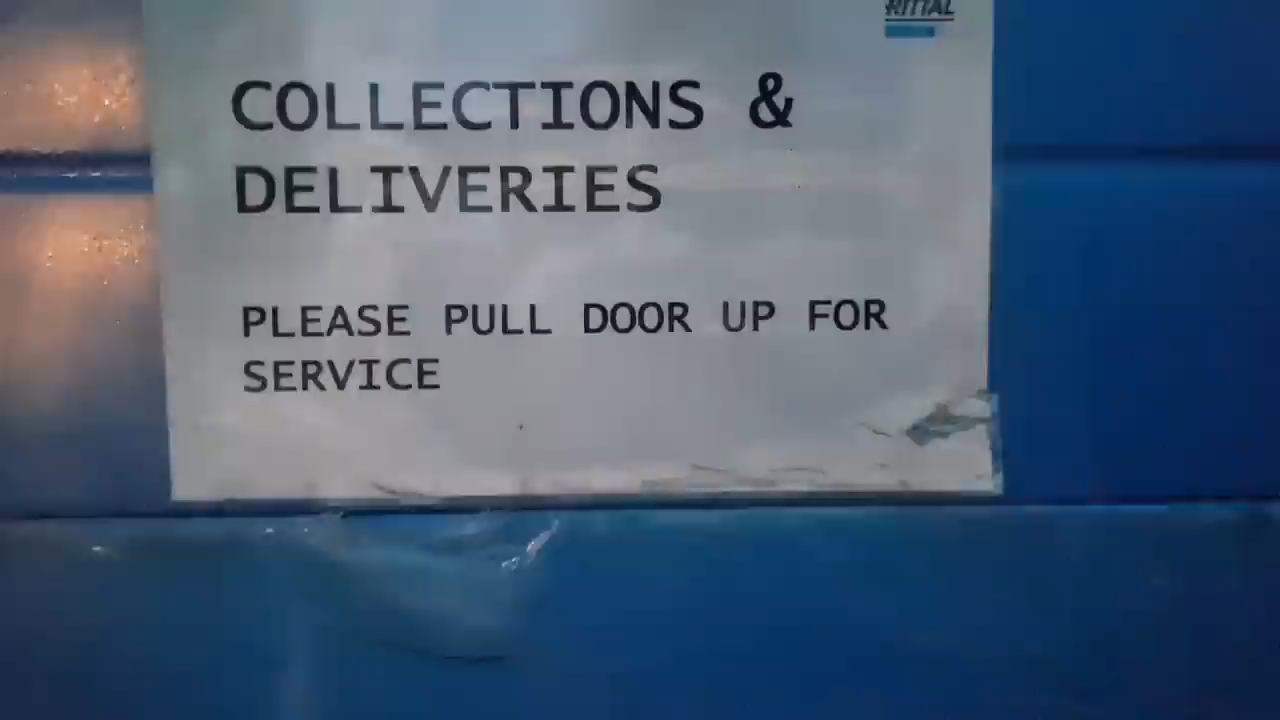 RITTAL
COLLECTIONS &
DELIVERIES
PLEASE PULL DOOR UP FOR
SERVICE